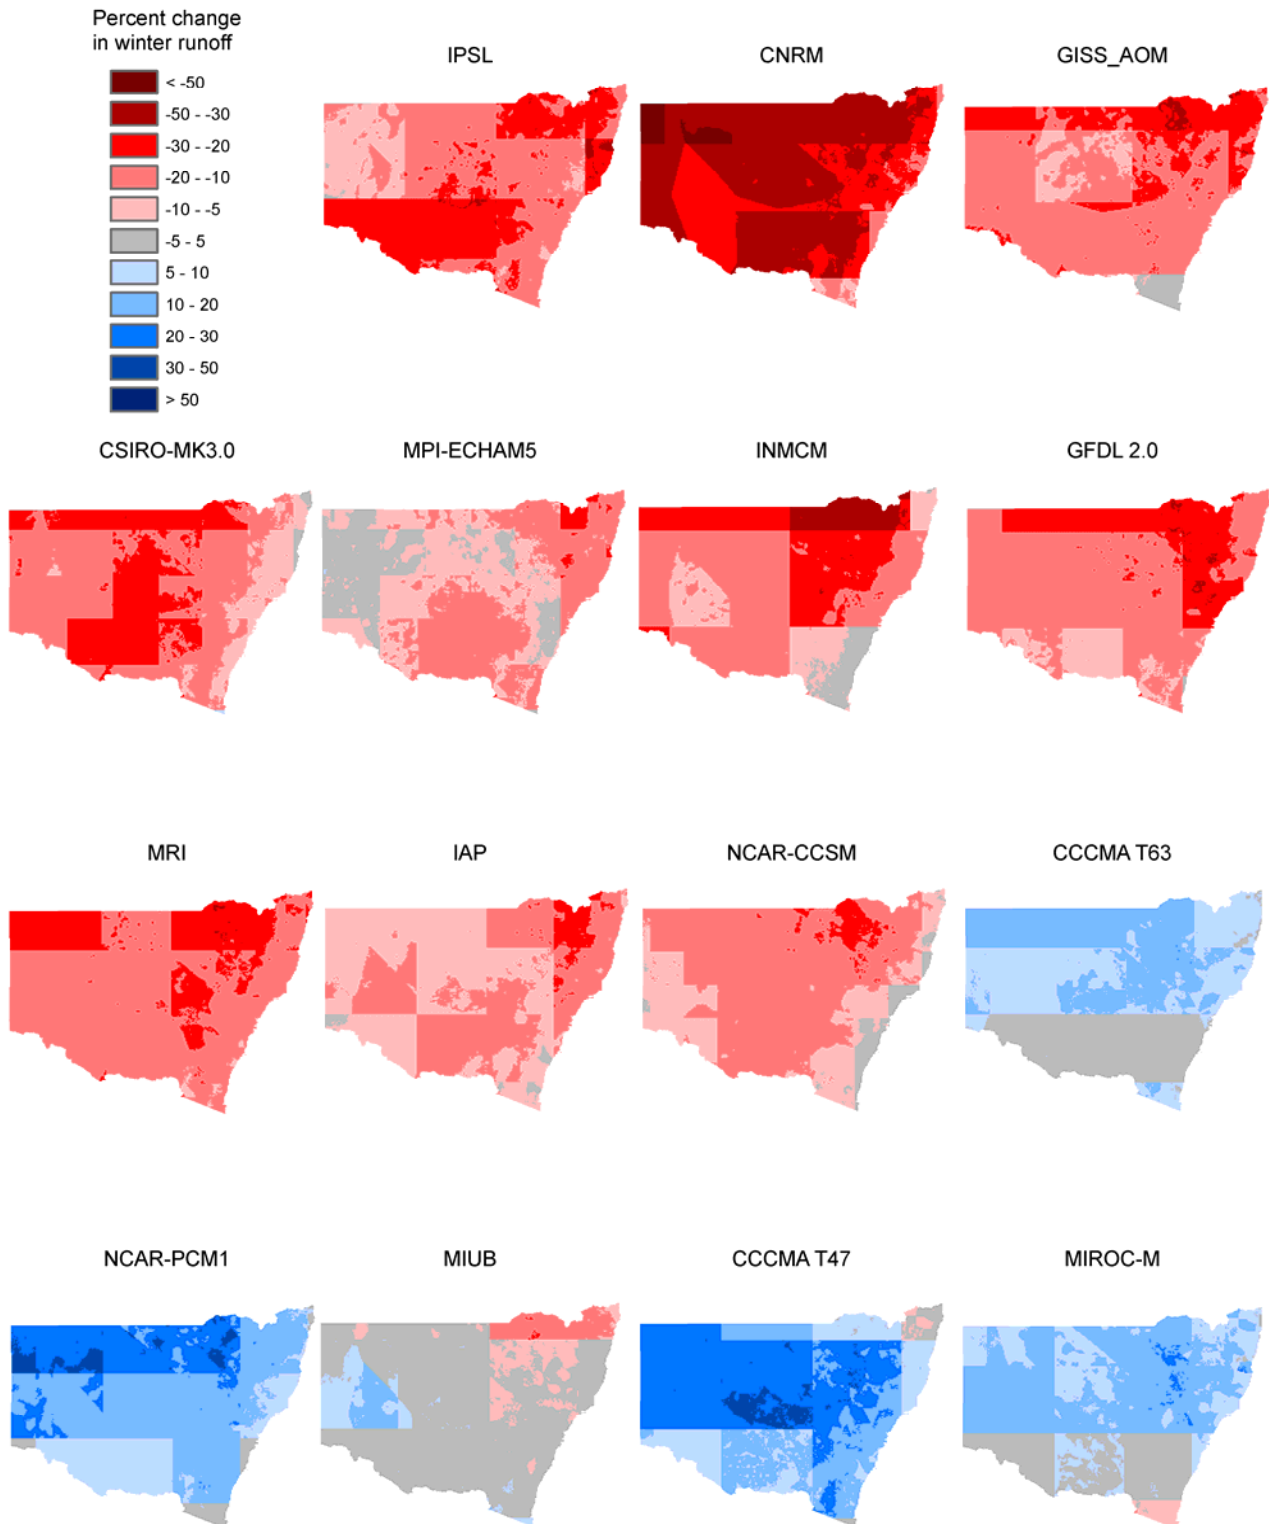 Percent change
in winter runoff
< -50
-50 - -30
-30 - -20
-20 - -10
-10 - -5
-5 - 5
5 - 10
10 - 20
20 - 30
30 - 50
> 50
IPSL
CNRM
GISS_AOM
CSIRO-MK3.0
MPI-ECHAM5
INMCM
GFDL 2.0
MRI
IAP
NCAR-CCSM
CCCMA T63
NCAR-PCM1
MIUB
CCCMA T47
MIROC-M